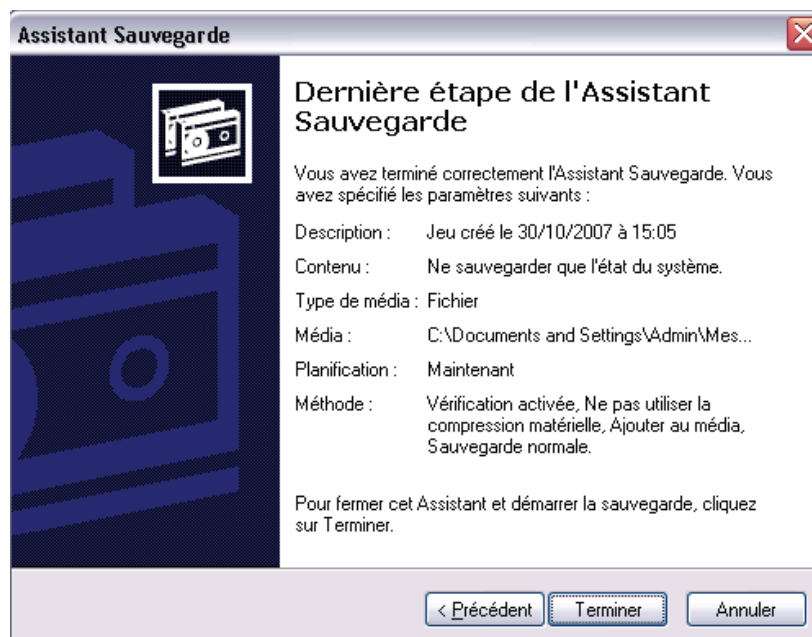 Assistant Sauvegarde
Dernière étape de l'Assistant
Sauvegarde
Vous avez terminé correctement l'Assistant Sauvegarde. Vous
avez spécifié les paramètres suivants :
Description : Jeu créé le 30/10/2007 à 15:05
Contenu : Ne sauvegarder que l'état du système.
Type de média : Fichier
Média : C:\Documents and Settings\Admin\Mes...
Planification : Maintenant
Méthode : Vérification activée, Ne pas utiliser la
compression matérielle, Ajouter au média,
Sauvegarde normale.
Pour fermer cet Assistant et démarrer la sauvegarde, cliquez
sur Terminer.
< Précédent Terminer Annuler